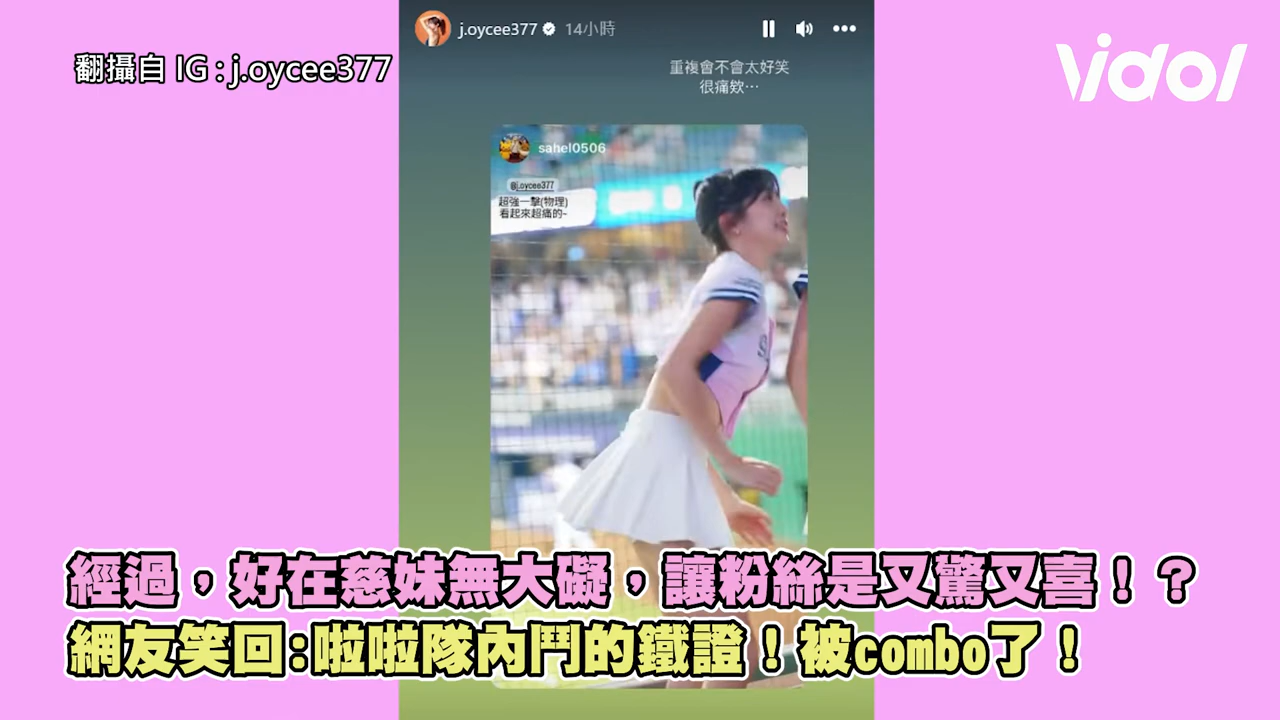 翻攝自 IG : j.oycee377
j.oycee377 14小時
重複會不會太好笑
很痛欸⋯
Vidol
sahel0506
@j.oycee377
超強一擊(物理)
看起來超痛的~
經過，好在慈妹無大礙，讓粉絲是又驚又喜！？
網友笑回:啦啦隊內鬥的鐵證！被combo了！